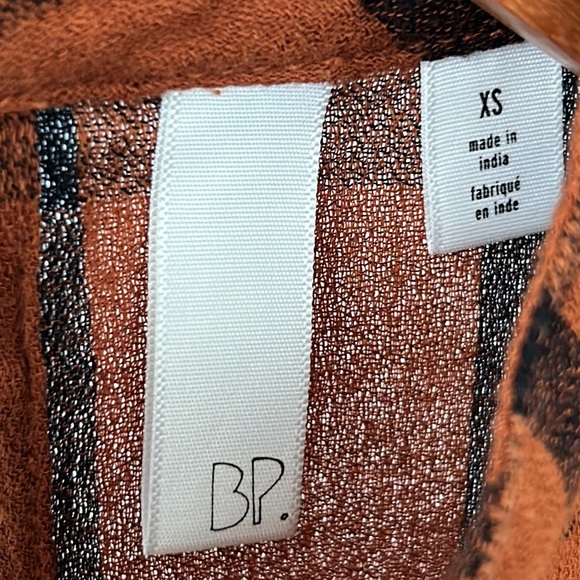 XS
made in
india
fabriqué
en inde
BP.